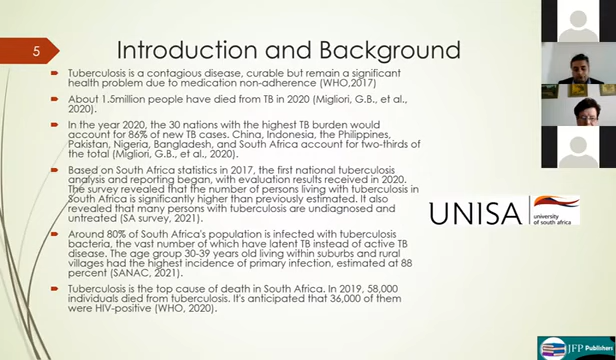 5
Introduction and Background
Tuberculosis is a contagious disease, curable but remain a significant
health problem due to medication non-adherence (WHO,2017)
About 1.5million people have died from TB in 2020 (Migliori, G.B., et al.,
2020).
In the year 2020, the 30 nations with the highest TB burden would
account for 86% of new TB cases. China, Indonesia, the Philippines,
Pakistan, Nigeria, Bangladesh, and South Africa account for two-thirds of
the total (Migliori, G.B., et al., 2020).
Based on South Africa statistics in 2017, the first national tuberculosis
analysis and reporting began, with evaluation results received in 2020.
The survey revealed that the number of persons living with tuberculosis in
South Africa is significantly higher than previously estimated. It also
revealed that many persons with tuberculosis are undiagnosed and
untreated (SA survey, 2021).
Around 80% of South Africa's population is infected with tuberculosis
bacteria, the vast number of which have latent TB instead of active TB
disease. The age group 30-39 years old living within suburbs and rural
villages had the highest incidence of primary infection, estimated at 88
percent (SANAC, 2021).
Tuberculosis is the top cause of death in South Africa. In 2019, 58,000
individuals died from tuberculosis. It's anticipated that 36,000 of them
were HIV-positive (WHO, 2020).
UNISA
university
of south africa
JFP Publishers